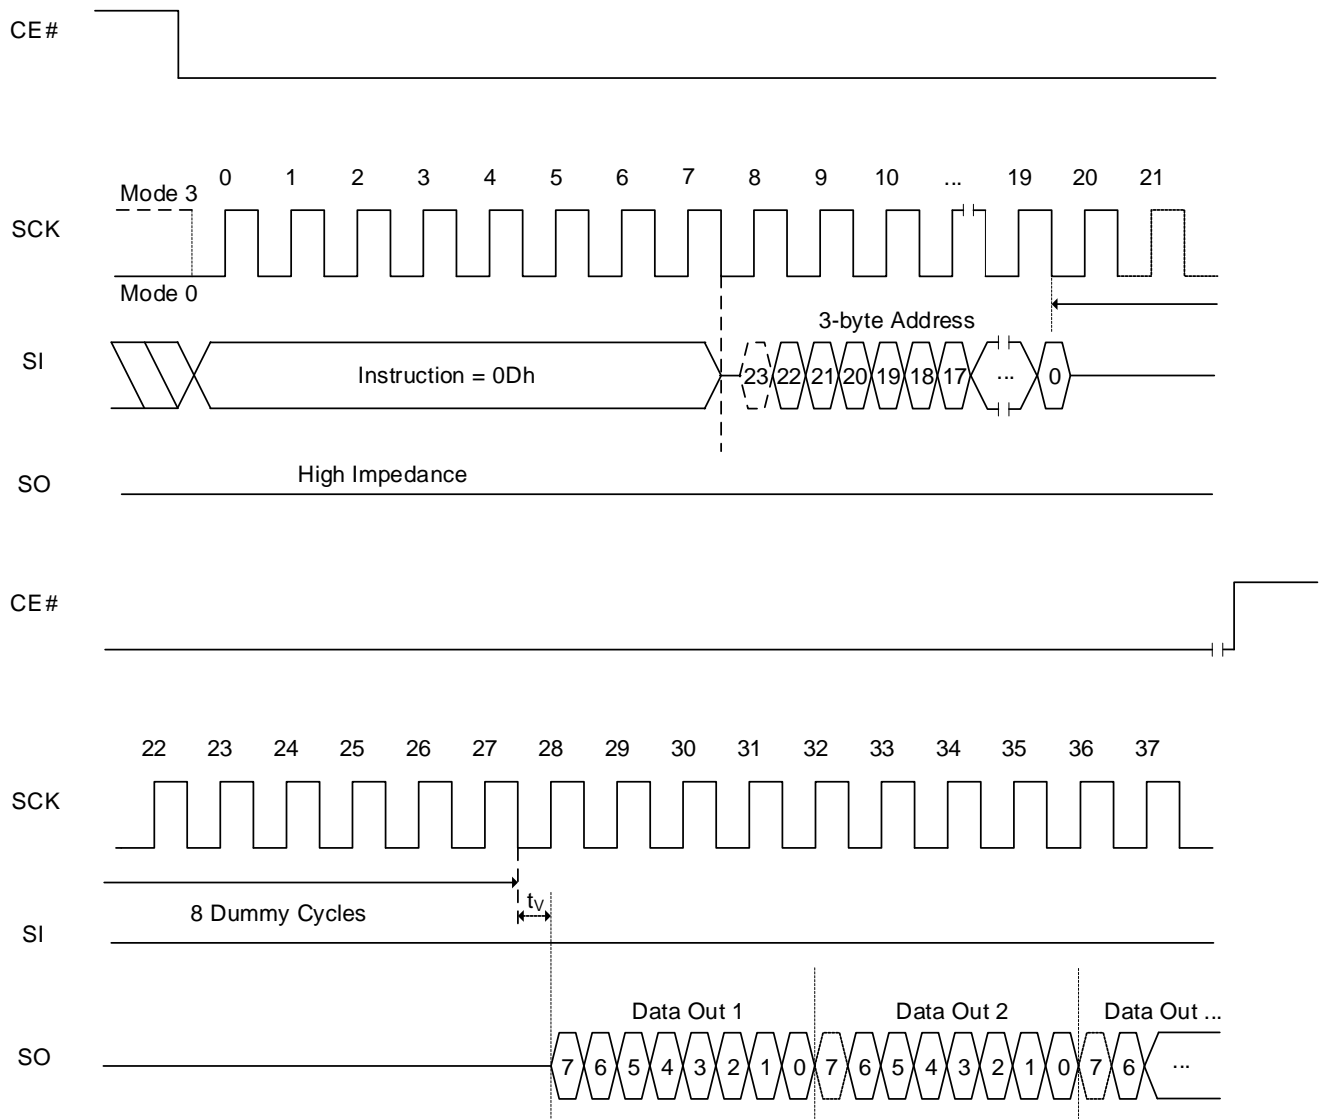 CE#
0 1 2 3 4 5 6 7 8 9 10 ... 19 20 21
Mode 3
SCK
Mode 0
3-byte Address
SI
Instruction = 0Dh
23 22 21 20 19 18 17 ... 0
High Impedance
SO
CE#
22 23 24 25 26 27 28 29 30 31 32 33 34 35 36 37
SCK
tV
8 Dummy Cycles
SI
Data Out 1 Data Out 2 Data Out ...
SO
7 6 5 4 3 2 1 0 7 6 5 4 3 2 1 0 7 6 ...